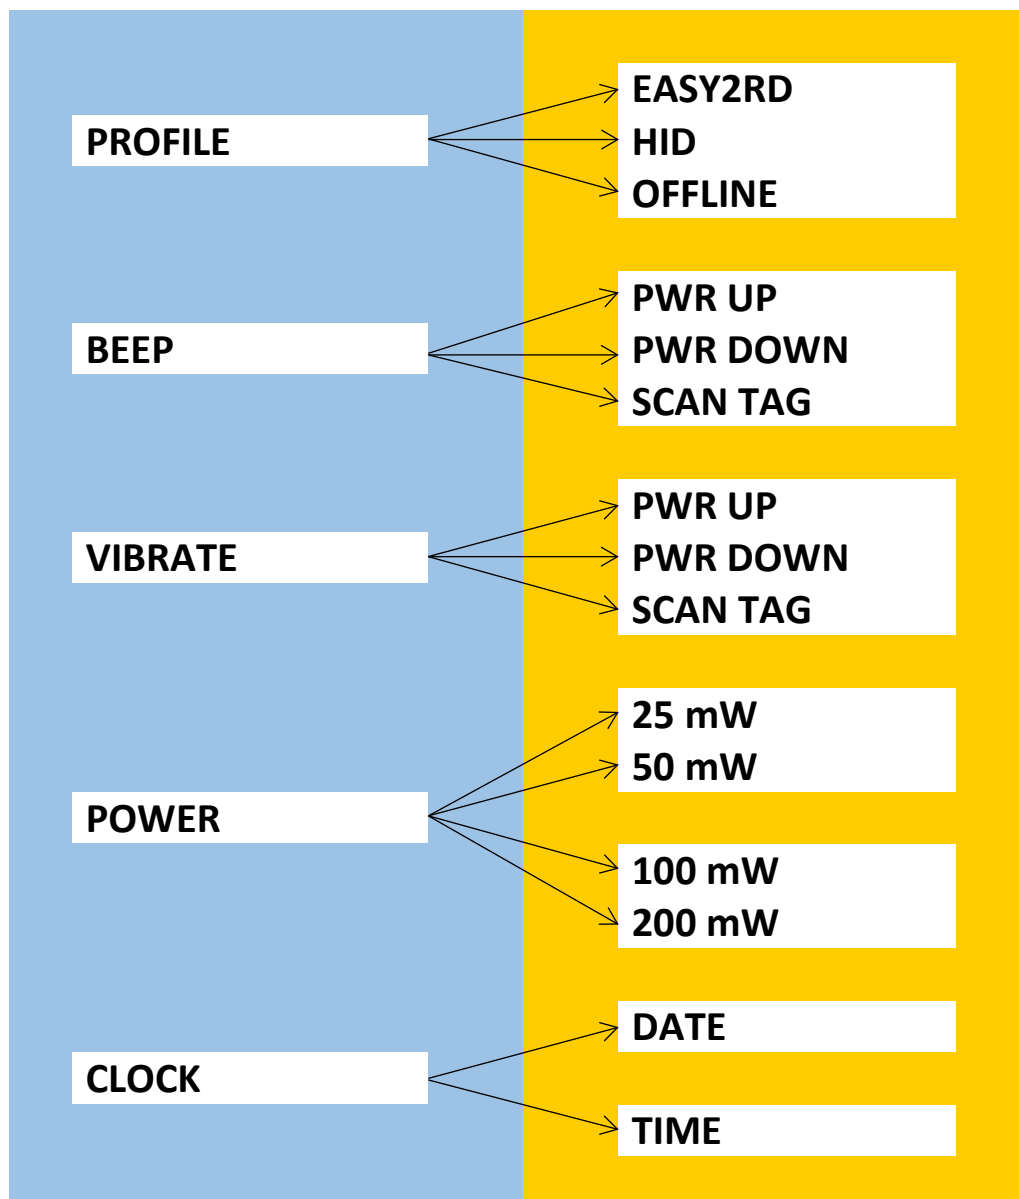 PROFILE
EASY2RD
HID
OFFLINE
BEEP
PWR UP
PWR DOWN
SCAN TAG
VIBRATE
PWR UP
PWR DOWN
SCAN TAG
POWER
25 mW
50 mW
100 mW
200 mW
CLOCK
DATE
TIME